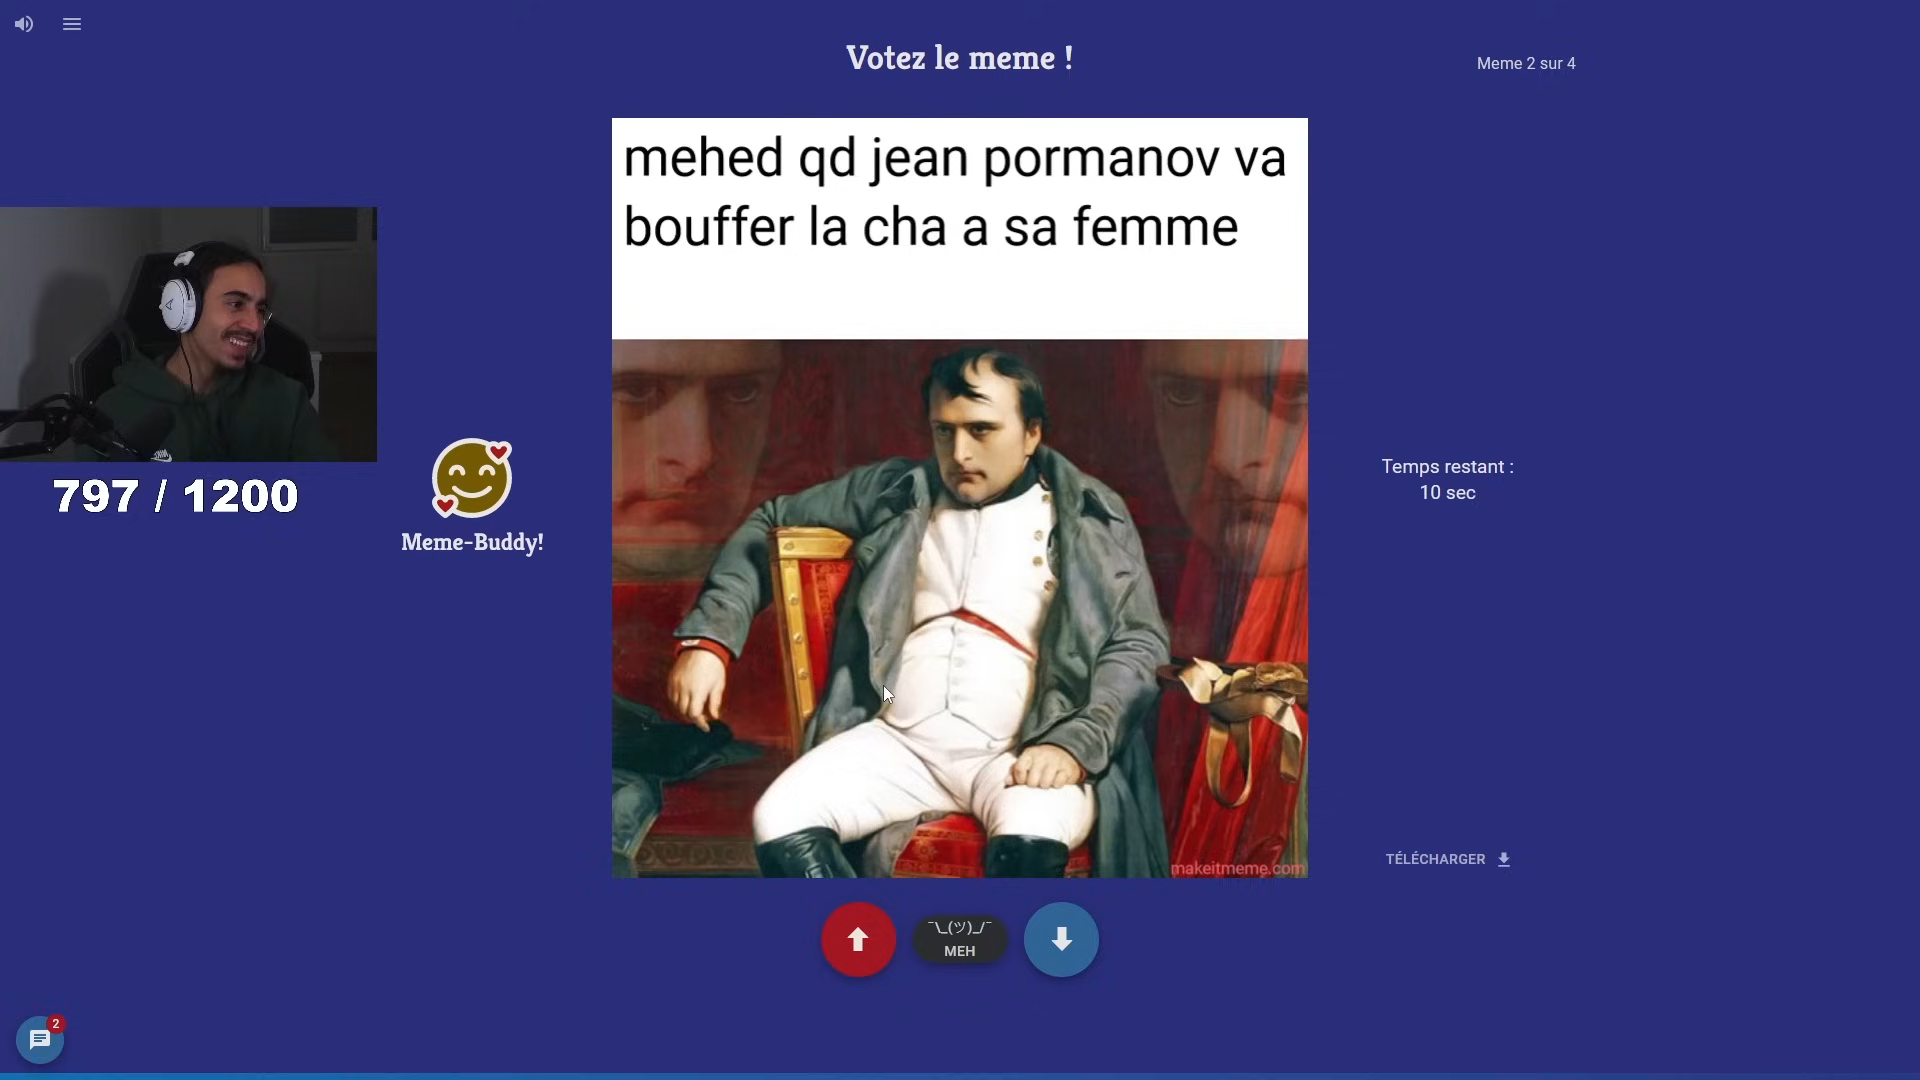 Votez le meme !
Meme 2 sur 4
mehed qd jean pormanov va
bouffer la cha a sa femme
797 / 1200
Meme-Buddy!
Temps restant :
10 sec
makeitmeme.com
TÉLÉCHARGER
¯\_(ツ)_/¯
MEH
2